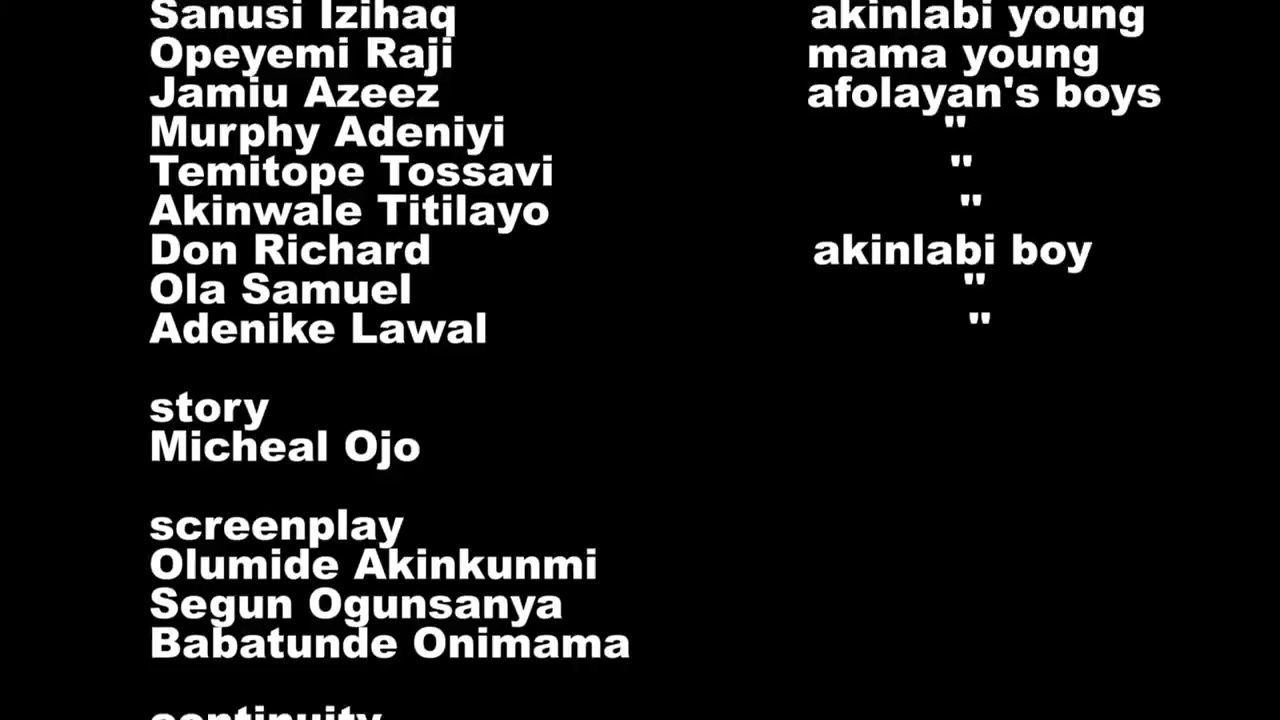 Sanusi Izihaq akinlabi young
Opeyemi Raji mama young
Jamiu Azeez afolayan's boys
Murphy Adeniyi "
Temitope Tossavi "
Akinwale Titilayo "
Don Richard akinlabi boy
Ola Samuel "
Adenike Lawal "
story
Micheal Ojo
screenplay
Olumide Akinkunmi
Segun Ogunsanya
Babatunde Onimama
continuity